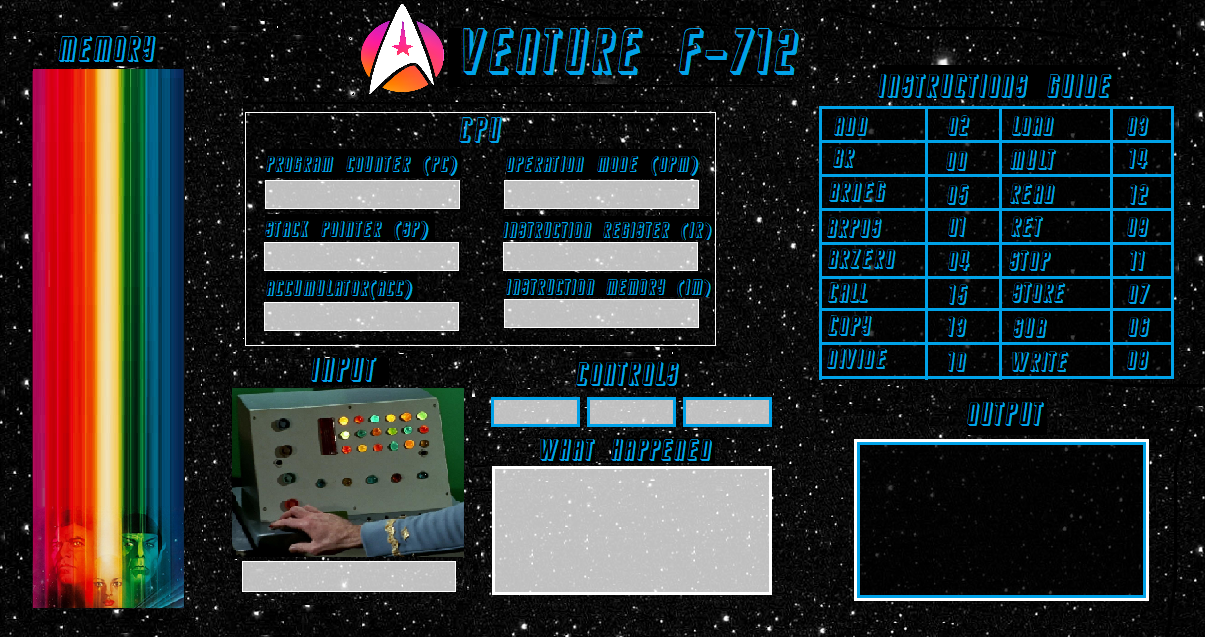 VENTURE F-712
MEMORY
CPU
PROGRAM COUNTER (PC)
OPERATION MODE (OPM)
STACK POINTER (SP)
INSTRUCTION REGISTER (IR)
ACCUMULATOR(ACC)
INSTRUCTION MEMORY (IM)
INSTRUCTIONS GUIDE
ADD 02 LOAD 03
BR 00 MULT 14
BRNEG 05 READ 12
BRPOS 01 RET 09
BRZERO 04 STOP 11
CALL 15 STORE 07
COPY 13 SUB 06
DIVIDE 10 WRITE 08
INPUT
CONTROLS
WHAT HAPPENED
OUTPUT